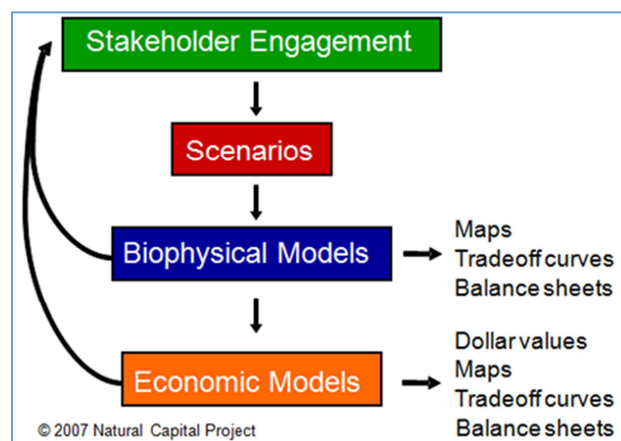 Stakeholder Engagement
Scenarios
Biophysical Models
Maps
Tradeoff curves
Balance sheets
Economic Models
Dollar values
Maps
Tradeoff curves
Balance sheets
© 2007 Natural Capital Project